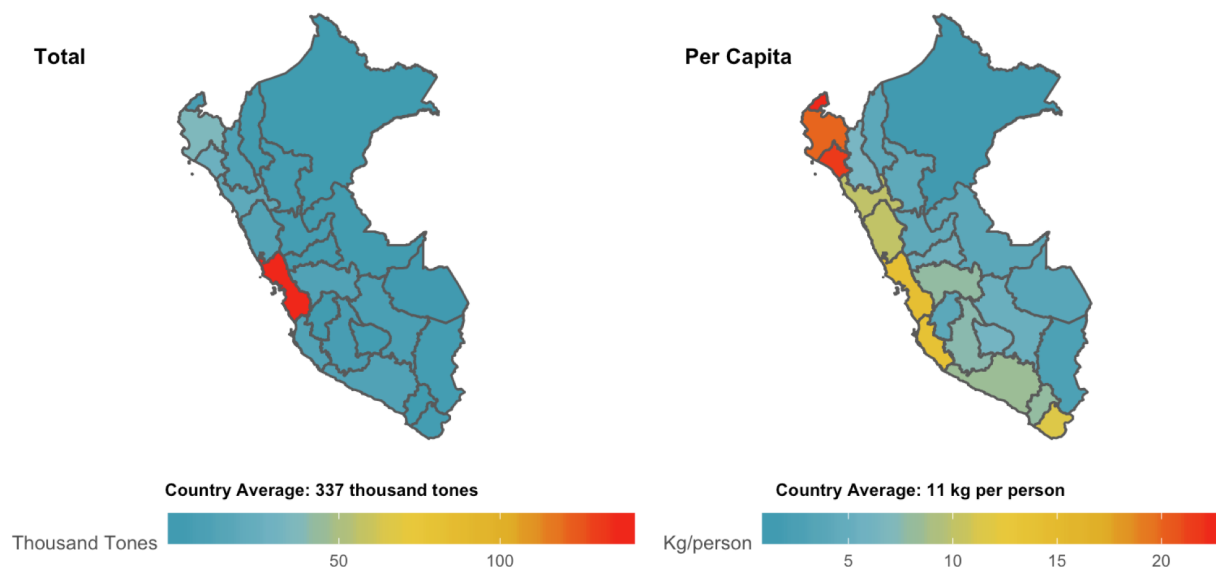 Total
Per Capita
Country Average: 337 thousand tones
Country Average: 11 kg per person
Thousand Tones
50
100
Kg/person
5
10
15
20